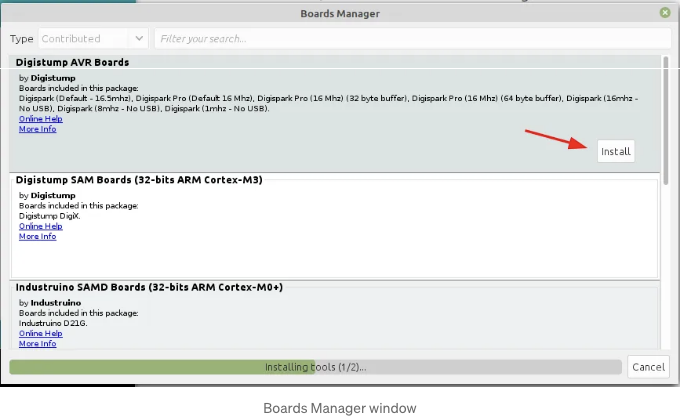 Boards Manager
Type Contributed Filter your search...
Digistump AVR Boards
by Digistump
Boards included in this package:
Digispark (Default - 16.5mhz), Digispark Pro (Default 16 Mhz), Digispark Pro (16 Mhz) (32 byte buffer), Digispark Pro (16 Mhz) (64 byte buffer), Digispark (16mhz -
No USB), Digispark (8mhz - No USB), Digispark (1mhz - No USB).
Online Help
More Info
Install
Digistump SAM Boards (32-bits ARM Cortex-M3)
by Digistump
Boards included in this package:
Digistump DigiX.
Online Help
More Info
Industruino SAMD Boards (32-bits ARM Cortex-M0+)
by Industruino
Boards included in this package:
Industruino D21G.
Online Help
More Info
Installing tools (1/2)...
Cancel
Boards Manager window